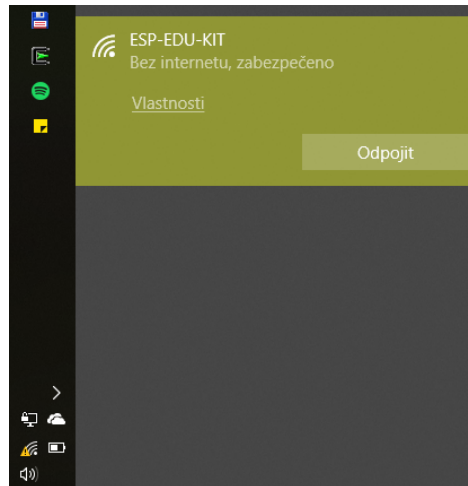 ESP-EDU-KIT
Bez internetu, zabezpečeno
Vlastnosti
Odpojit